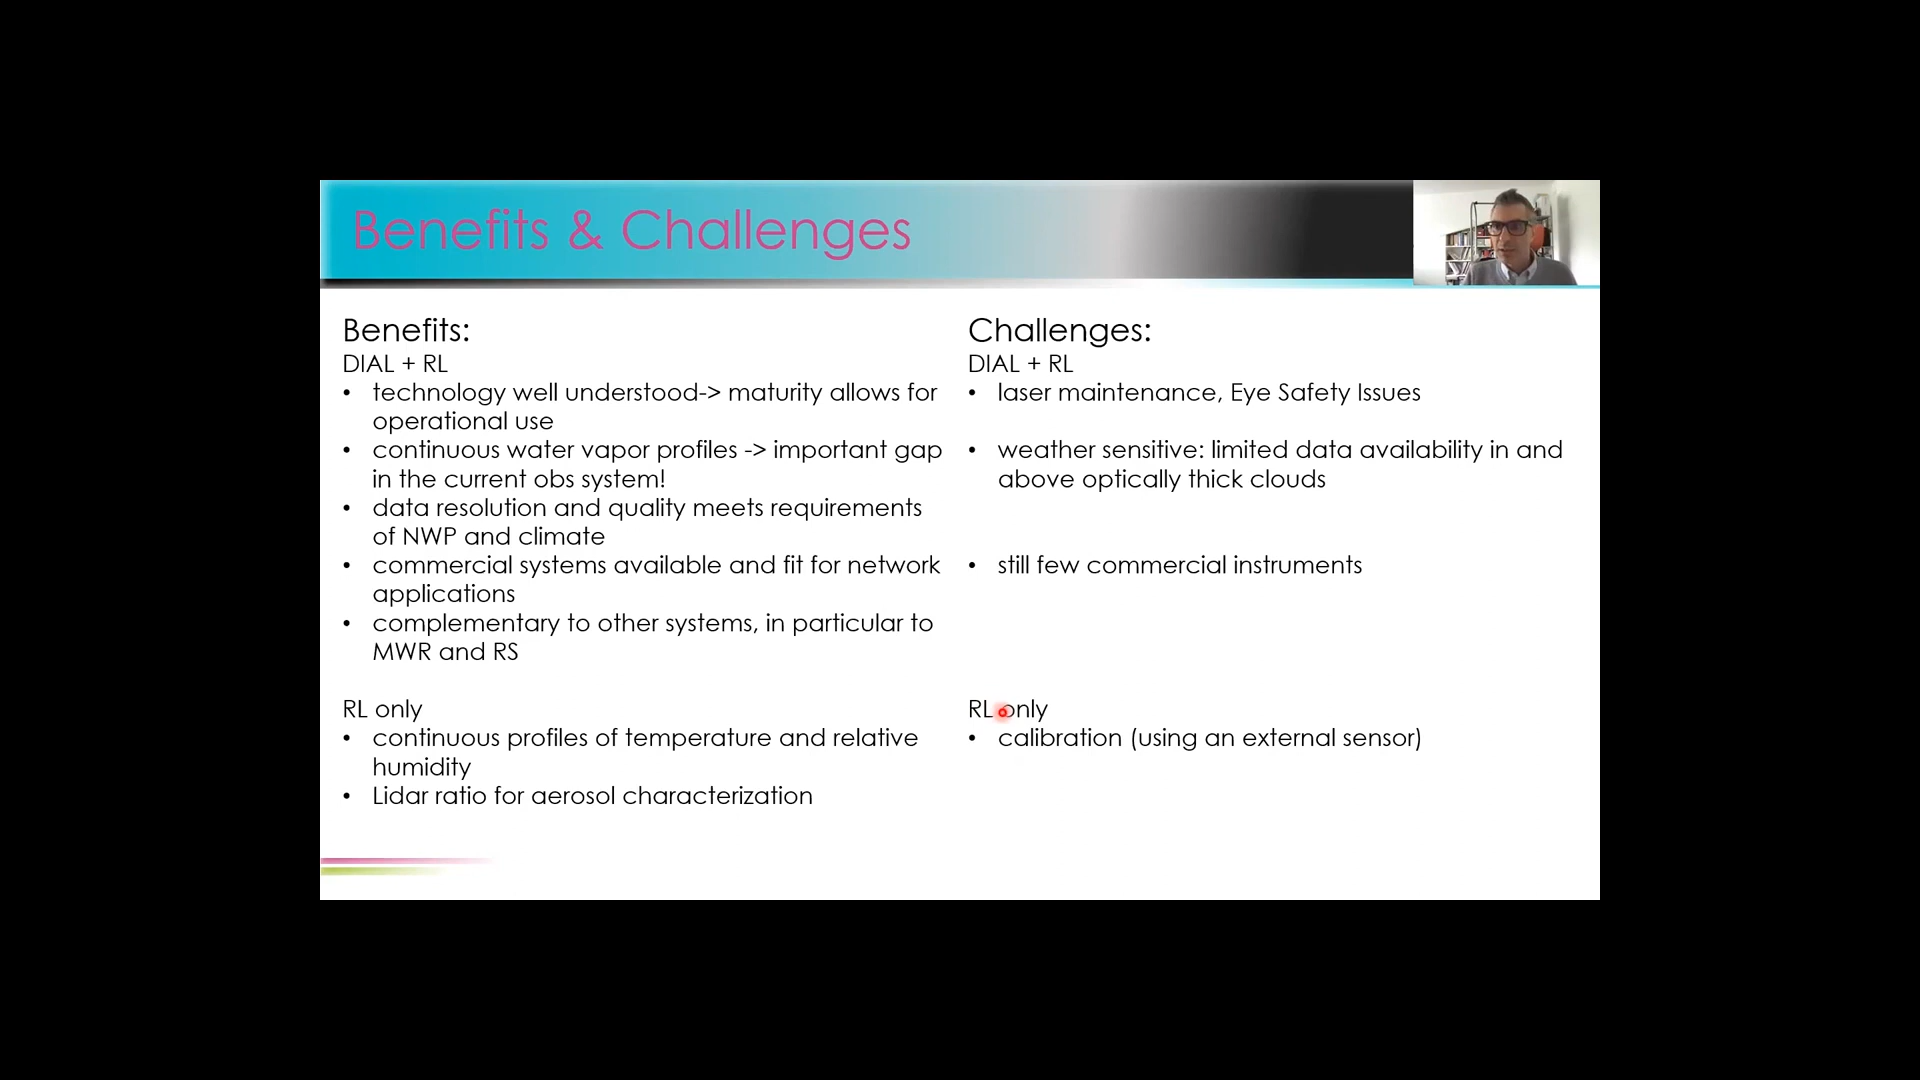 Benefits & Challenges
Benefits:
DIAL + RL
• technology well understood-> maturity allows for
operational use
• continuous water vapor profiles -> important gap
in the current obs system!
• data resolution and quality meets requirements
of NWP and climate
• commercial systems available and fit for network
applications
• complementary to other systems, in particular to
MWR and RS
RL only
• continuous profiles of temperature and relative
humidity
• Lidar ratio for aerosol characterization
Challenges:
DIAL + RL
• laser maintenance, Eye Safety Issues
• weather sensitive: limited data availability in and
above optically thick clouds
• still few commercial instruments
RL only
• calibration (using an external sensor)